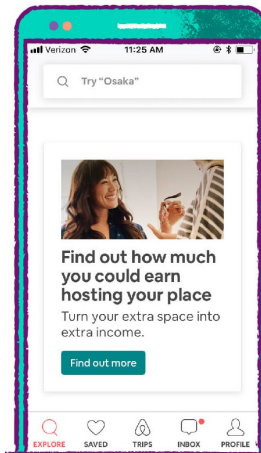 Verizon 11:25 AM
Try “Osaka”
Find out how much
you could earn
hosting your place
Turn your extra space into
extra income.
Find out more
EXPLORE SAVED TRIPS INBOX PROFILE